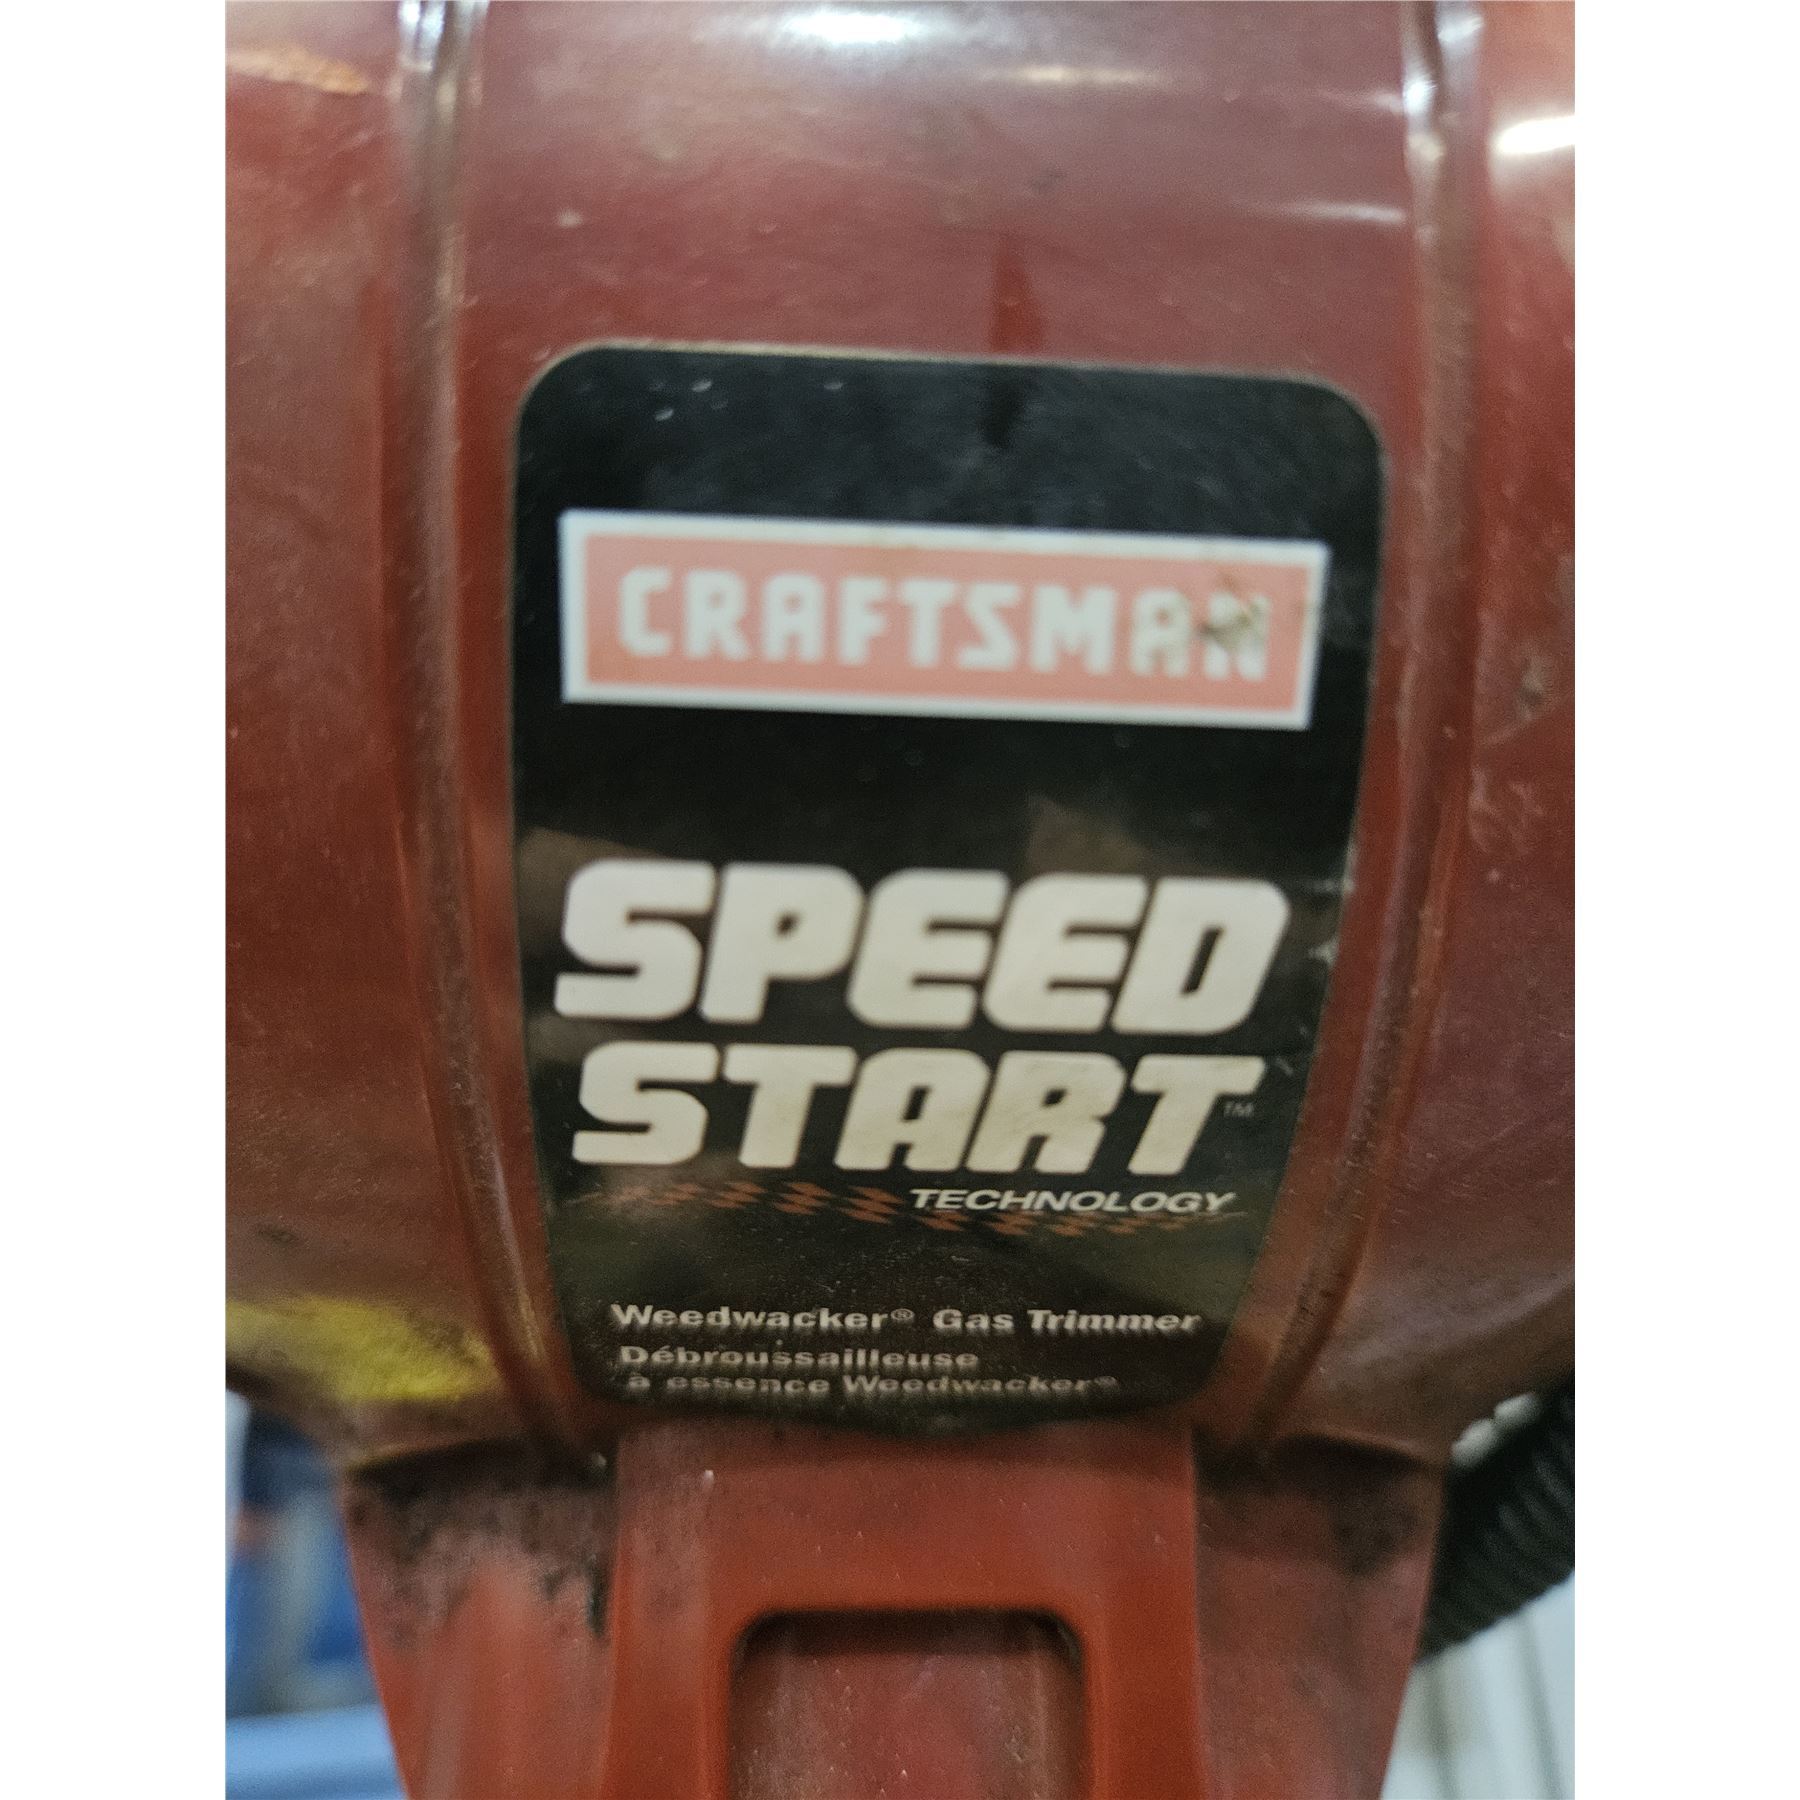 CRAFTSMAN
SPEED
START™
TECHNOLOGY
Weedwacker® Gas Trimmer
Débroussailleuse
à essence Weedwacker®